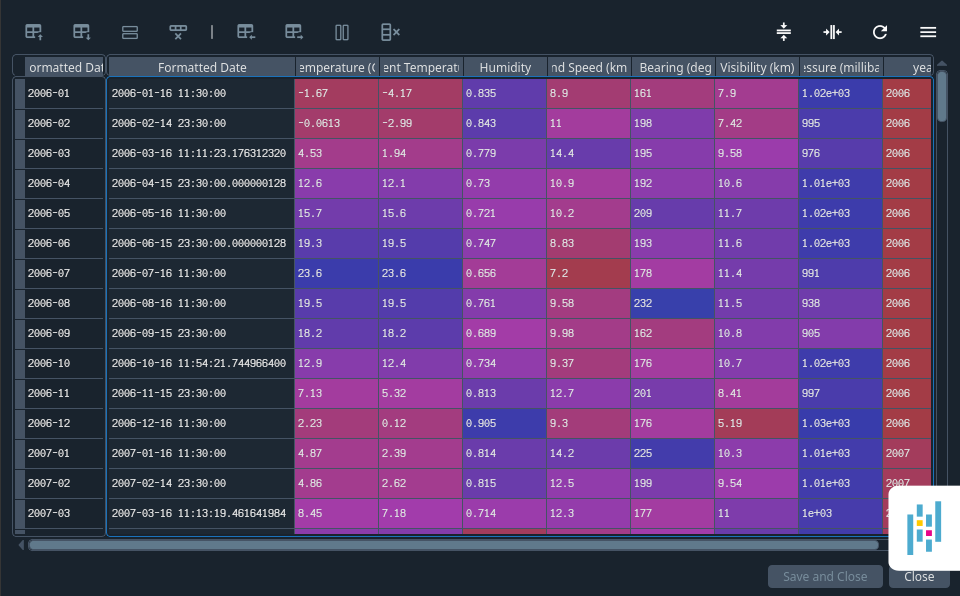 ormatted Dat Formatted Date emperature (C ent Temperatu Humidity nd Speed (km Bearing (deg Visibility (km) essure (milliba yea
2006-01 2006-01-16 11:30:00 -1.67 -4.17 0.835 8.9 161 7.9 1.02e+03 2006
2006-02 2006-02-14 23:30:00 -0.0613 -2.99 0.843 11 198 7.42 995 2006
2006-03 2006-03-16 11:11:23.176312320 4.53 1.94 0.779 14.4 195 9.58 976 2006
2006-04 2006-04-15 23:30:00.000000128 12.6 12.1 0.73 10.9 192 10.6 1.01e+03 2006
2006-05 2006-05-16 11:30:00 15.7 15.6 0.721 10.2 209 11.7 1.02e+03 2006
2006-06 2006-06-15 23:30:00.000000128 19.3 19.5 0.747 8.83 193 11.6 1.02e+03 2006
2006-07 2006-07-16 11:30:00 23.6 23.6 0.656 7.2 178 11.4 991 2006
2006-08 2006-08-16 11:30:00 19.5 19.5 0.761 9.58 232 11.5 938 2006
2006-09 2006-09-15 23:30:00 18.2 18.2 0.689 9.98 162 10.8 905 2006
2006-10 2006-10-16 11:54:21.744966400 12.9 12.4 0.734 9.37 176 10.7 1.02e+03 2006
2006-11 2006-11-15 23:30:00 7.13 5.32 0.813 12.7 201 8.41 997 2006
2006-12 2006-12-16 11:30:00 2.23 0.12 0.905 9.3 176 5.19 1.03e+03 2006
2007-01 2007-01-16 11:30:00 4.87 2.39 0.814 14.2 225 10.3 1.01e+03 2007
2007-02 2007-02-14 23:30:00 4.86 2.62 0.815 12.5 199 9.54 1.01e+03 2007
2007-03 2007-03-16 11:13:19.461641984 8.45 7.18 0.714 12.3 177 11 1e+03
Save and Close Close